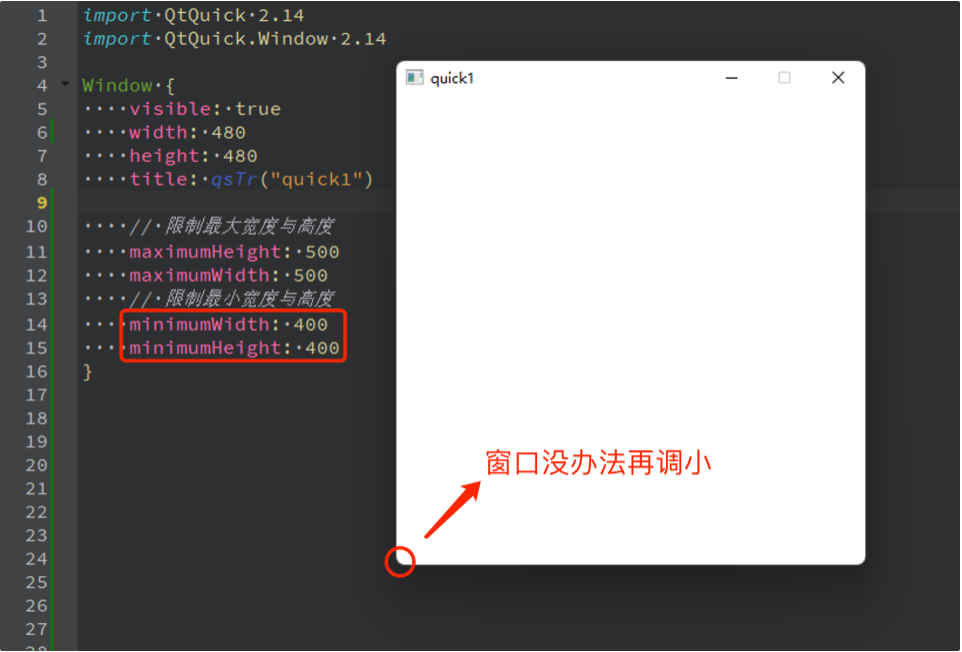 1 import QtQuick 2.14
2 import QtQuick.Window 2.14
3
4 Window {
5     visible: true
6     width: 480
7     height: 480
8     title: qsTr("quick1")
9
10     // 限制最大宽度与高度
11     maximumHeight: 500
12     maximumWidth: 500
13     // 限制最小宽度与高度
14     minimumWidth: 400
15     minimumHeight: 400
16 }
17
18
19
20
21
22
23
24
25
26
27
28
quick1
窗口没办法再调小